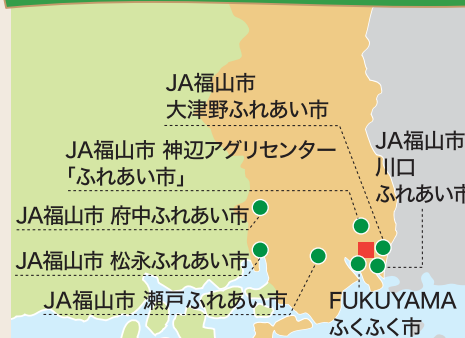 JA福山市
大津野ふれあい市
JA福山市 神辺アグリセンター
「ふれあい市」
JA福山市
川口
ふれあい市
JA福山市 府中ふれあい市
JA福山市 松永ふれあい市
JA福山市 瀬戸ふれあい市
FUKUYAMA
ふくふく市